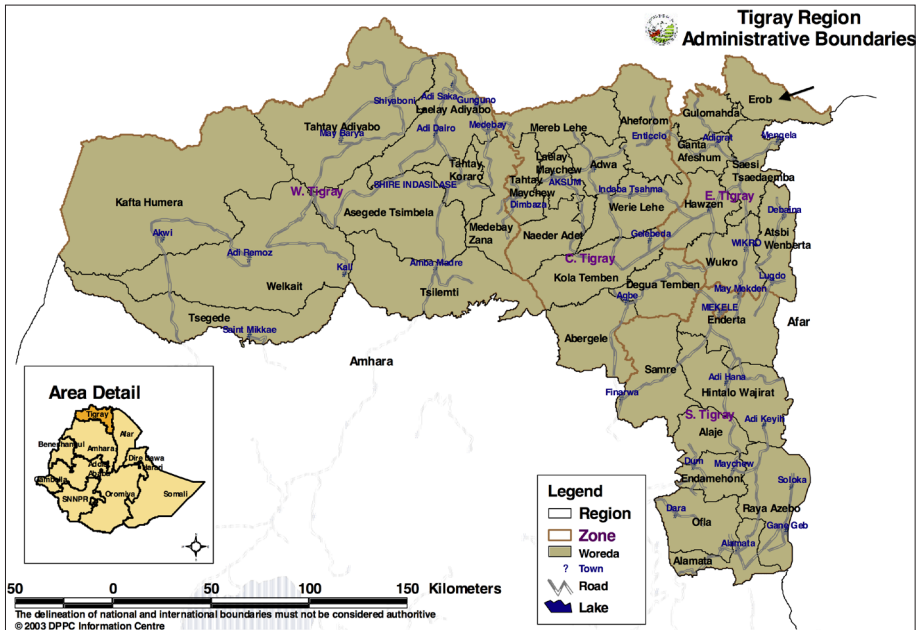 Tigray Region
Administrative Boundaries
Erob
Adi Saka
Gunguno
Shiyaboni
Laelay Adiyabo
Gulomahda
Aheferom
Tahtay Adiyabo
May Barya
Adi Dairo
Medebay
Mereb Lehe
Enticcio
Adigrat
Mengela
Ganta
Afeshum
Laelay
Maychew
Adwa
Saesi
Tsaedaemba
Tahtay
Koraro
Tahtay
Maychew
AKSUM
SHIRE INDASILASE
W. Tigray
Indaba Tsahma
E. Tigray
Kafta Humera
Dimbaza
Werie Lehe
Hawzen
Debaina
Asegede Tsimbela
Akwi
Medebay
Zana
Naeder Adet
Gelebeda
WIKRO
Atsbi
Wenberta
Adi Remoz
Kali
Amba Madre
C. Tigray
Wukro
Kola Temben
Lugdo
Welkait
Tsilemti
Degua Temben
Agbe
May Mekden
MEKELE
Enderta
Afar
Tsegede
Saint Mikkae
Abergele
Amhara
Samre
Adi Hana
Finarwa
Hintalo Wajirat
S. Tigray
Adi Keyih
Alaje
Dum
Maychew
Endamehoni
Soloka
Dara
Ofla
Raya Azebo
Gang Geb
Alamata
Alamata
Area Detail
Tigray
Afar
Beneshangul
Amhara
Dire Dawa
Harari
Addis
Ababa
Gambella
SNNPR
Oromiya
Somali
Legend
Region
Zone
Woreda
? Town
Road
Lake
50 0 50 100 150 Kilometers
The delineation of national and international boundaries must not be considered authoritive
© 2003 DPPC Information Centre